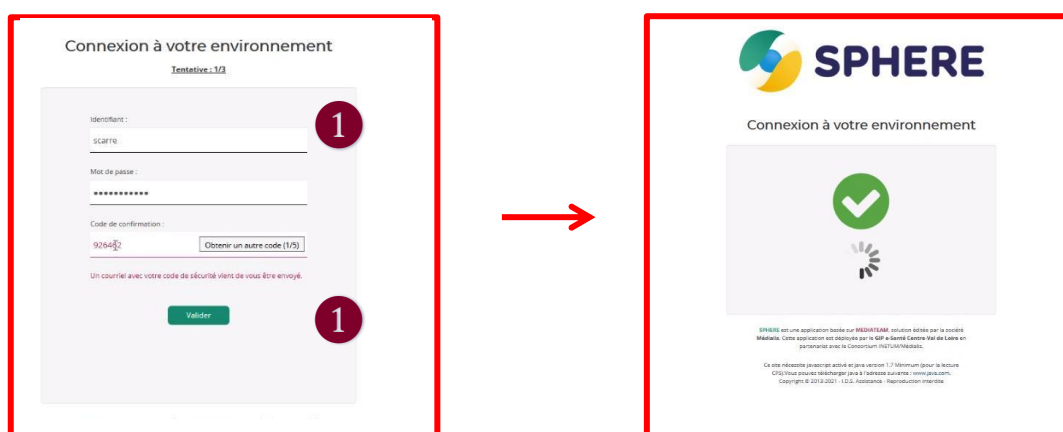 Connexion à votre environnement
Tentative : 1/3
Identifiant :
scarre
1
Mot de passe :
Code de confirmation :
Obtenir un autre code (1/5)
Un courriel avec votre code de sécurité vient de vous être envoyé.
Valider
1
SPHERE
Connexion à votre environnement
SPHERE est une application basée sur MEDIATEAM, solution éditée par la société
Médialis. Cette application est déployée par le GIP e-Santé Centre-Val de Loire en
partenariat avec le Consortium INETUM/Médialis.
Ce site nécessite javascript activé et java version 1.7 Minimum (pour la lecture
CPS).Vous pouvez télécharger java à l'adresse suivante : www.java.com.
Copyright © 2013-2021 - I.D.S. Assistance - Reproduction interdite